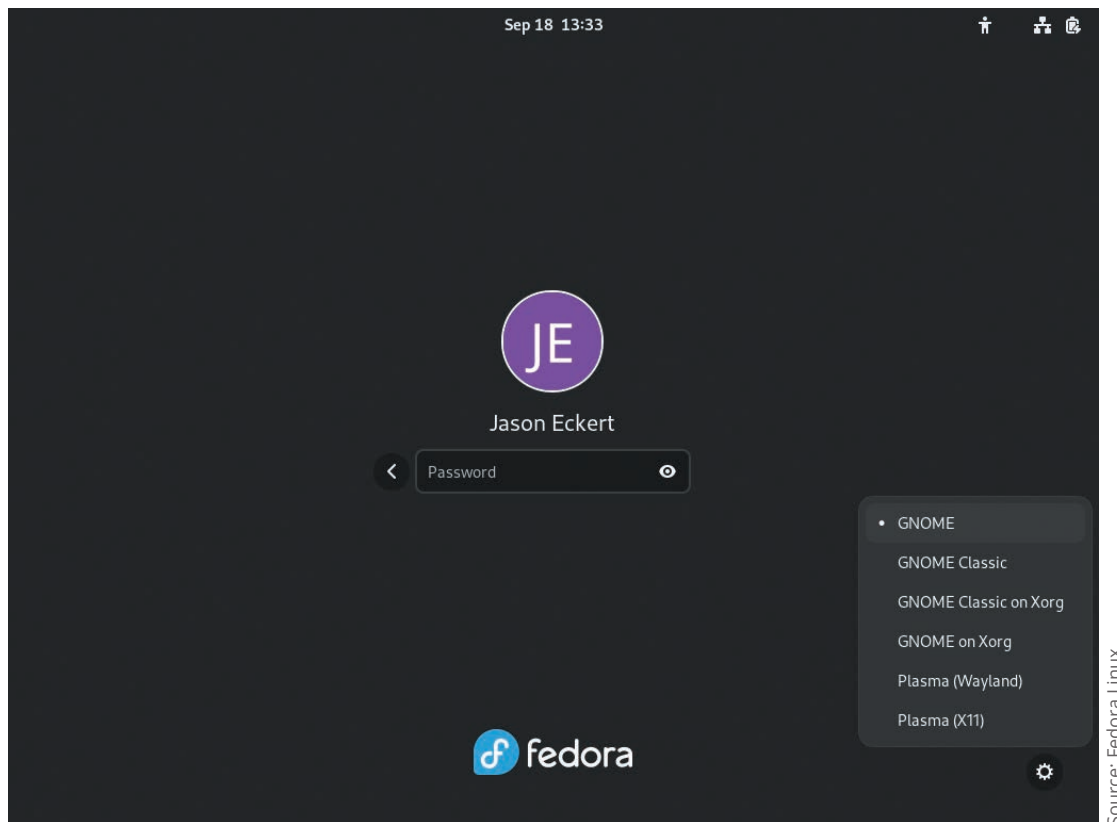 Sep 18 13:33
JE
Jason Eckert
Password
GNOME
GNOME Classic
GNOME Classic on Xorg
GNOME on Xorg
Plasma (Wayland)
Plasma (X11)
fedora
Source: Fedora Linux